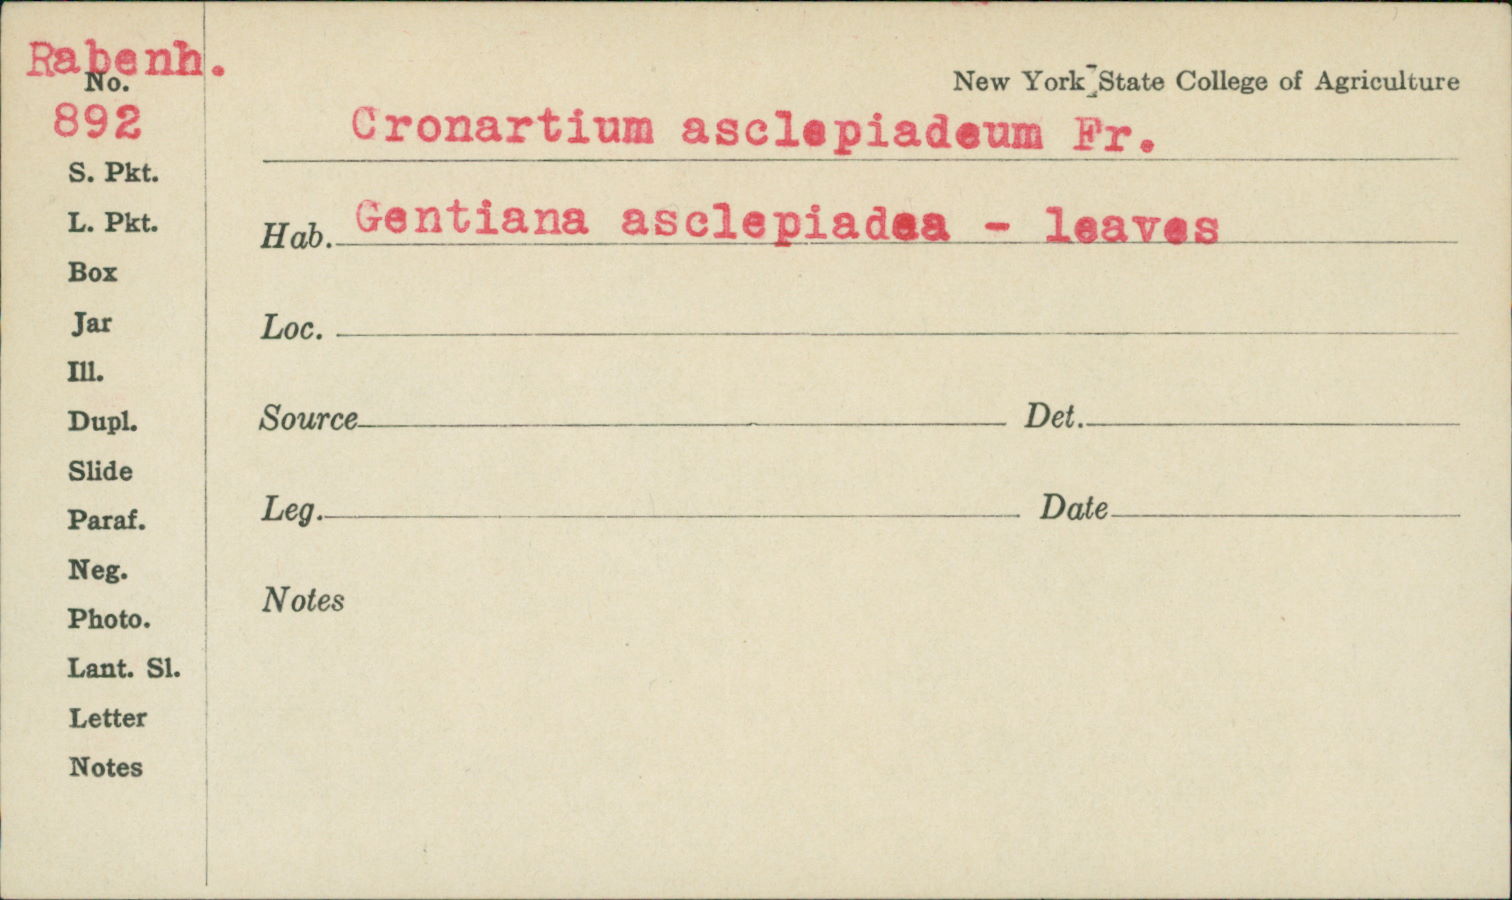 Rabenh.
No.
892
S. Pkt.
L. Pkt.
Box
Jar
Ill.
Dupl.
Slide
Paraf.
Neg.
Photo.
Lant. Sl.
Letter
Notes
New York State College of Agriculture
Cronartium asclepiadeum Fr.
Hab. Gentiana asclepiadea - leaves
Loc.
Source Det.
Leg. Date
Notes